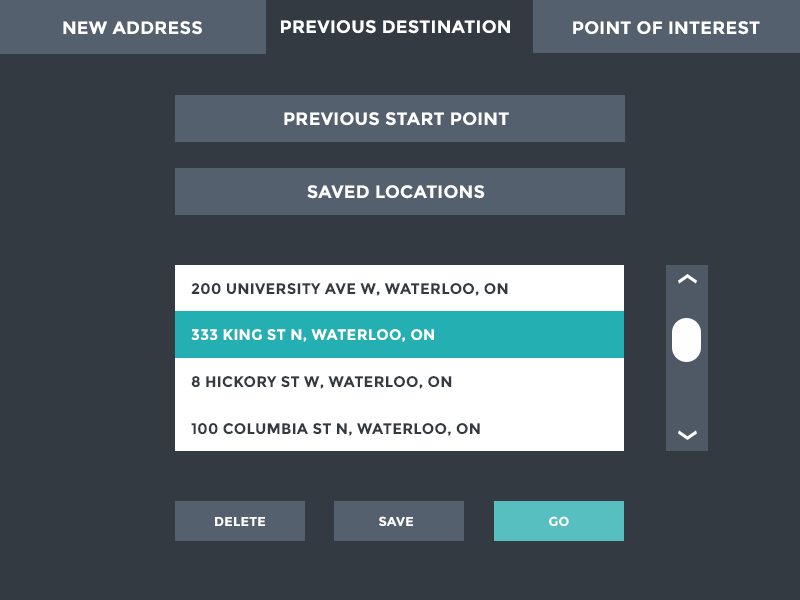 NEW ADDRESS
PREVIOUS DESTINATION
POINT OF INTEREST
PREVIOUS START POINT
SAVED LOCATIONS
200 UNIVERSITY AVE W, WATERLOO, ON
333 KING ST N, WATERLOO, ON
8 HICKORY ST W, WATERLOO, ON
100 COLUMBIA ST N, WATERLOO, ON
DELETE
SAVE
GO